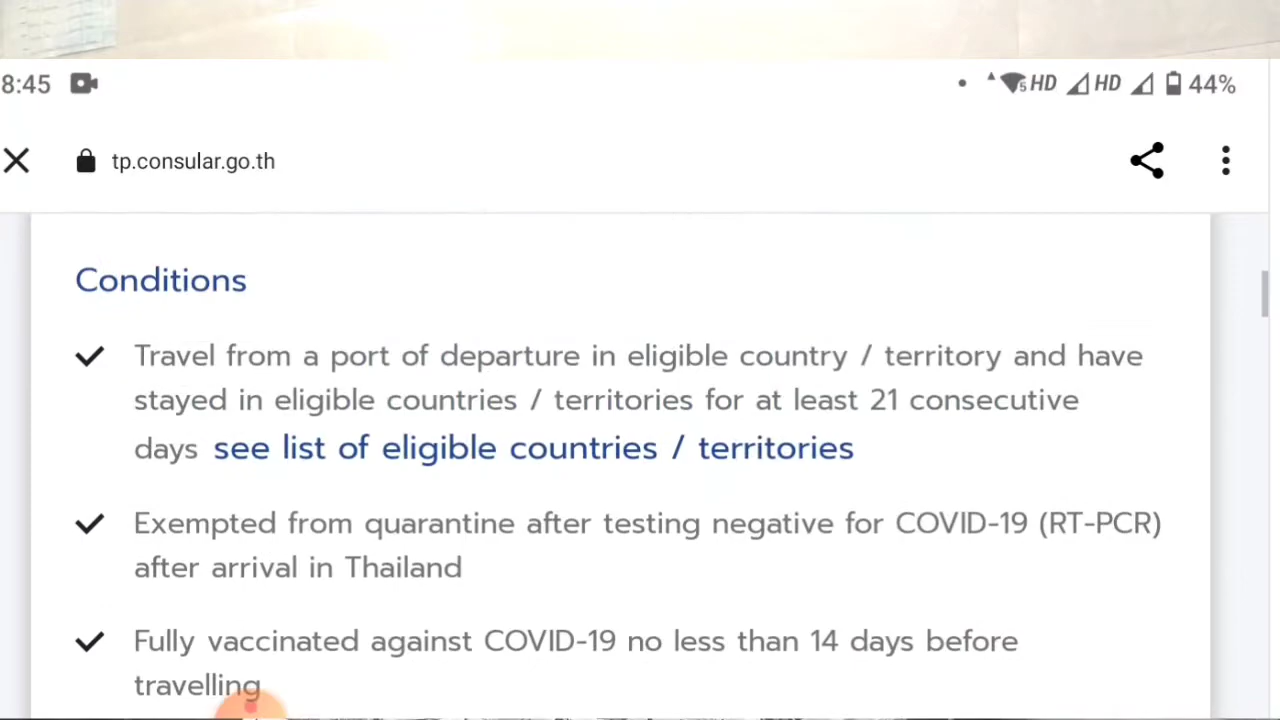 8:45 HD HD 44%
tp.consular.go.th
Conditions
Travel from a port of departure in eligible country / territory and have
stayed in eligible countries / territories for at least 21 consecutive
days see list of eligible countries / territories
Exempted from quarantine after testing negative for COVID-19 (RT-PCR)
after arrival in Thailand
Fully vaccinated against COVID-19 no less than 14 days before
travelling